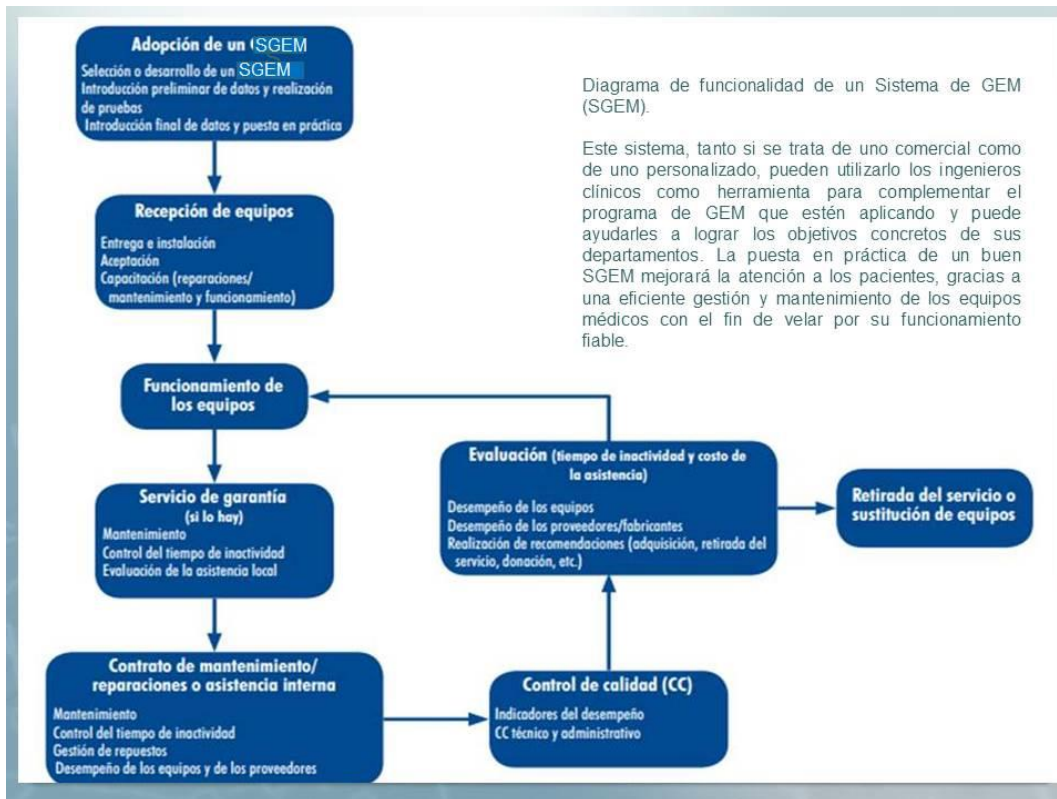 Adopción de un SGEM
Selección o desarrollo de un SGEM
Introducción preliminar de datos y realización
de pruebas
Introducción final de datos y puesta en práctica
Diagrama de funcionalidad de un Sistema de GEM
(SGEM).
Este sistema, tanto si se trata de uno comercial como
de uno personalizado, pueden utilizarlo los ingenieros
clínicos como herramienta para complementar el
programa de GEM que estén aplicando y puede
ayudarles a lograr los objetivos concretos de sus
departamentos. La puesta en práctica de un buen
SGEM mejorará la atención a los pacientes, gracias a
una eficiente gestión y mantenimiento de los equipos
médicos con el fin de velar por su funcionamiento
fiable.
Recepción de equipos
Entrega e instalación
Aceptación
Capacitación (reparaciones/
mantenimiento y funcionamiento)
Funcionamiento de
los equipos
Servicio de garantía
(si lo hay)
Mantenimiento
Control del tiempo de inactividad
Evaluación de la asistencia local
Contrato de mantenimiento/
reparaciones o asistencia interna
Mantenimiento
Control del tiempo de inactividad
Gestión de repuestos
Desempeño de los equipos y de los proveedores
Control de calidad (CC)
Indicadores del desempeño
CC técnico y administrativo
Evaluación (tiempo de inactividad y costo de
la asistencia)
Desempeño de los equipos
Desempeño de los proveedores/fabricantes
Realización de recomendaciones (adquisición, retirada del
servicio, donación, etc.)
Retirada del servicio o
sustitución de equipos